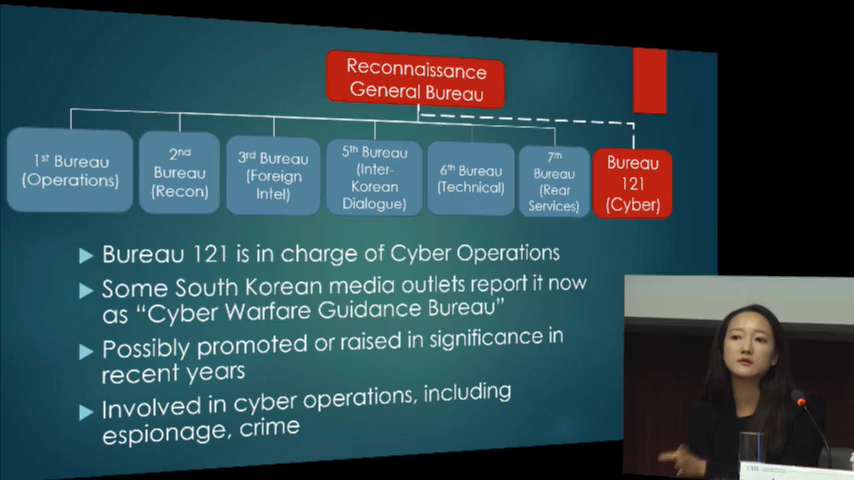 Reconnaissance
General Bureau
1st Bureau
(Operations)
2nd
Bureau
(Recon)
3rd Bureau
(Foreign
Intel)
5th Bureau
(Inter-
Korean
Dialogue)
6th Bureau
(Technical)
7th
Bureau
(Rear
Services)
Bureau
121
(Cyber)
Bureau 121 is in charge of Cyber Operations
Some South Korean media outlets report it now
as “Cyber Warfare Guidance Bureau”
Possibly promoted or raised in significance in
recent years
Involved in cyber operations, including
espionage, crime